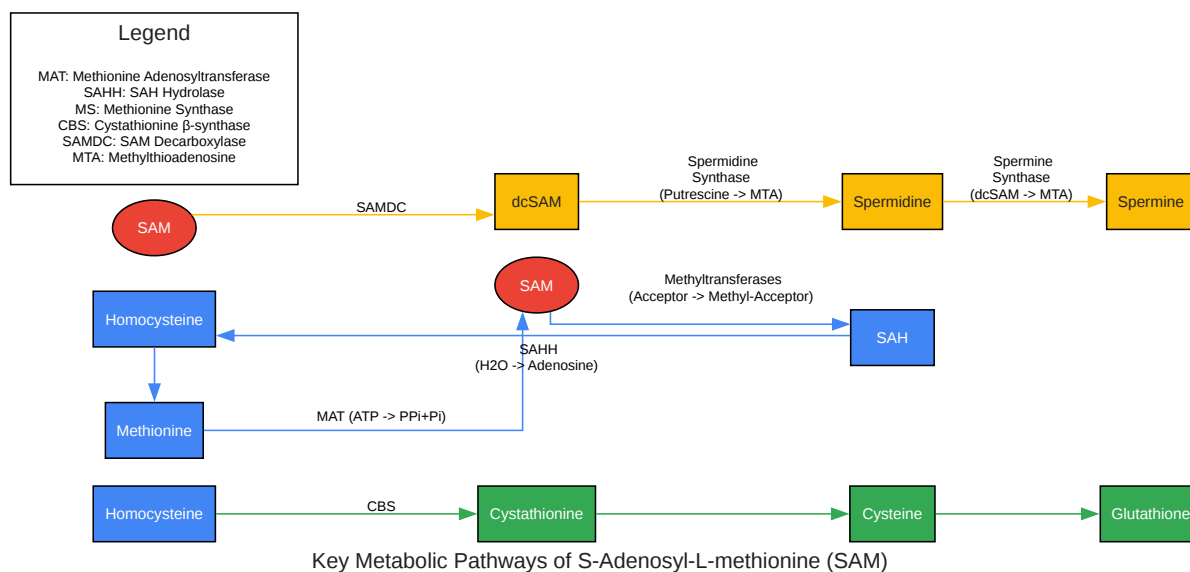 Legend
MAT: Methionine Adenosyltransferase
SAHH: SAH Hydrolase
MS: Methionine Synthase
CBS: Cystathionine β-synthase
SAMDC: SAM Decarboxylase
MTA: Methylthioadenosine
SAM
SAMDC
dcSAM
Spermidine
Synthase
(Putrescine -> MTA)
Spermidine
Spermine
Synthase
(dcSAM -> MTA)
Spermine
SAM
Methyltransferases
(Acceptor -> Methyl-Acceptor)
SAH
Homocysteine
SAHH
(H2O -> Adenosine)
Methionine
MAT (ATP -> PPi+Pi)
Homocysteine
CBS
Cystathionine
Cysteine
Glutathione
Key Metabolic Pathways of S-Adenosyl-L-methionine (SAM)